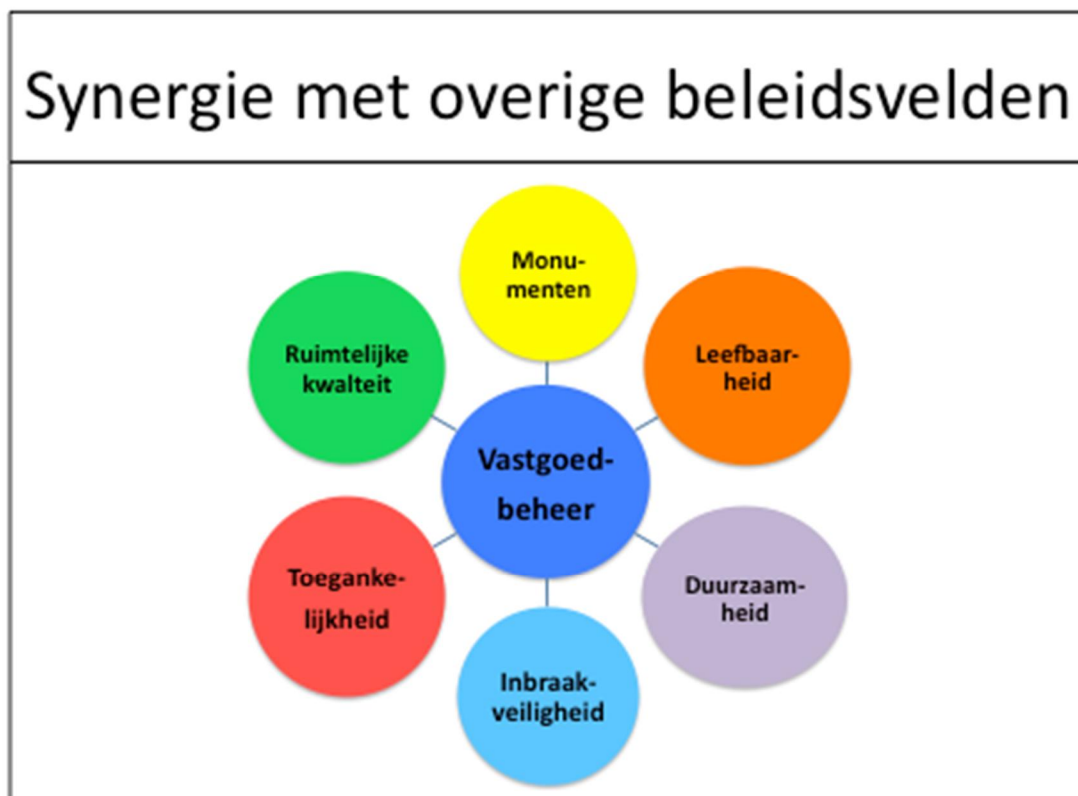 Synergie met overige beleidsvelden
Monu-
menten
Leefbaar-
heid
Duurzaam-
heid
Inbraak-
veiligheid
Toeganke-
lijkheid
Ruimtelijke
kwalteit
Vastgoed-
beheer